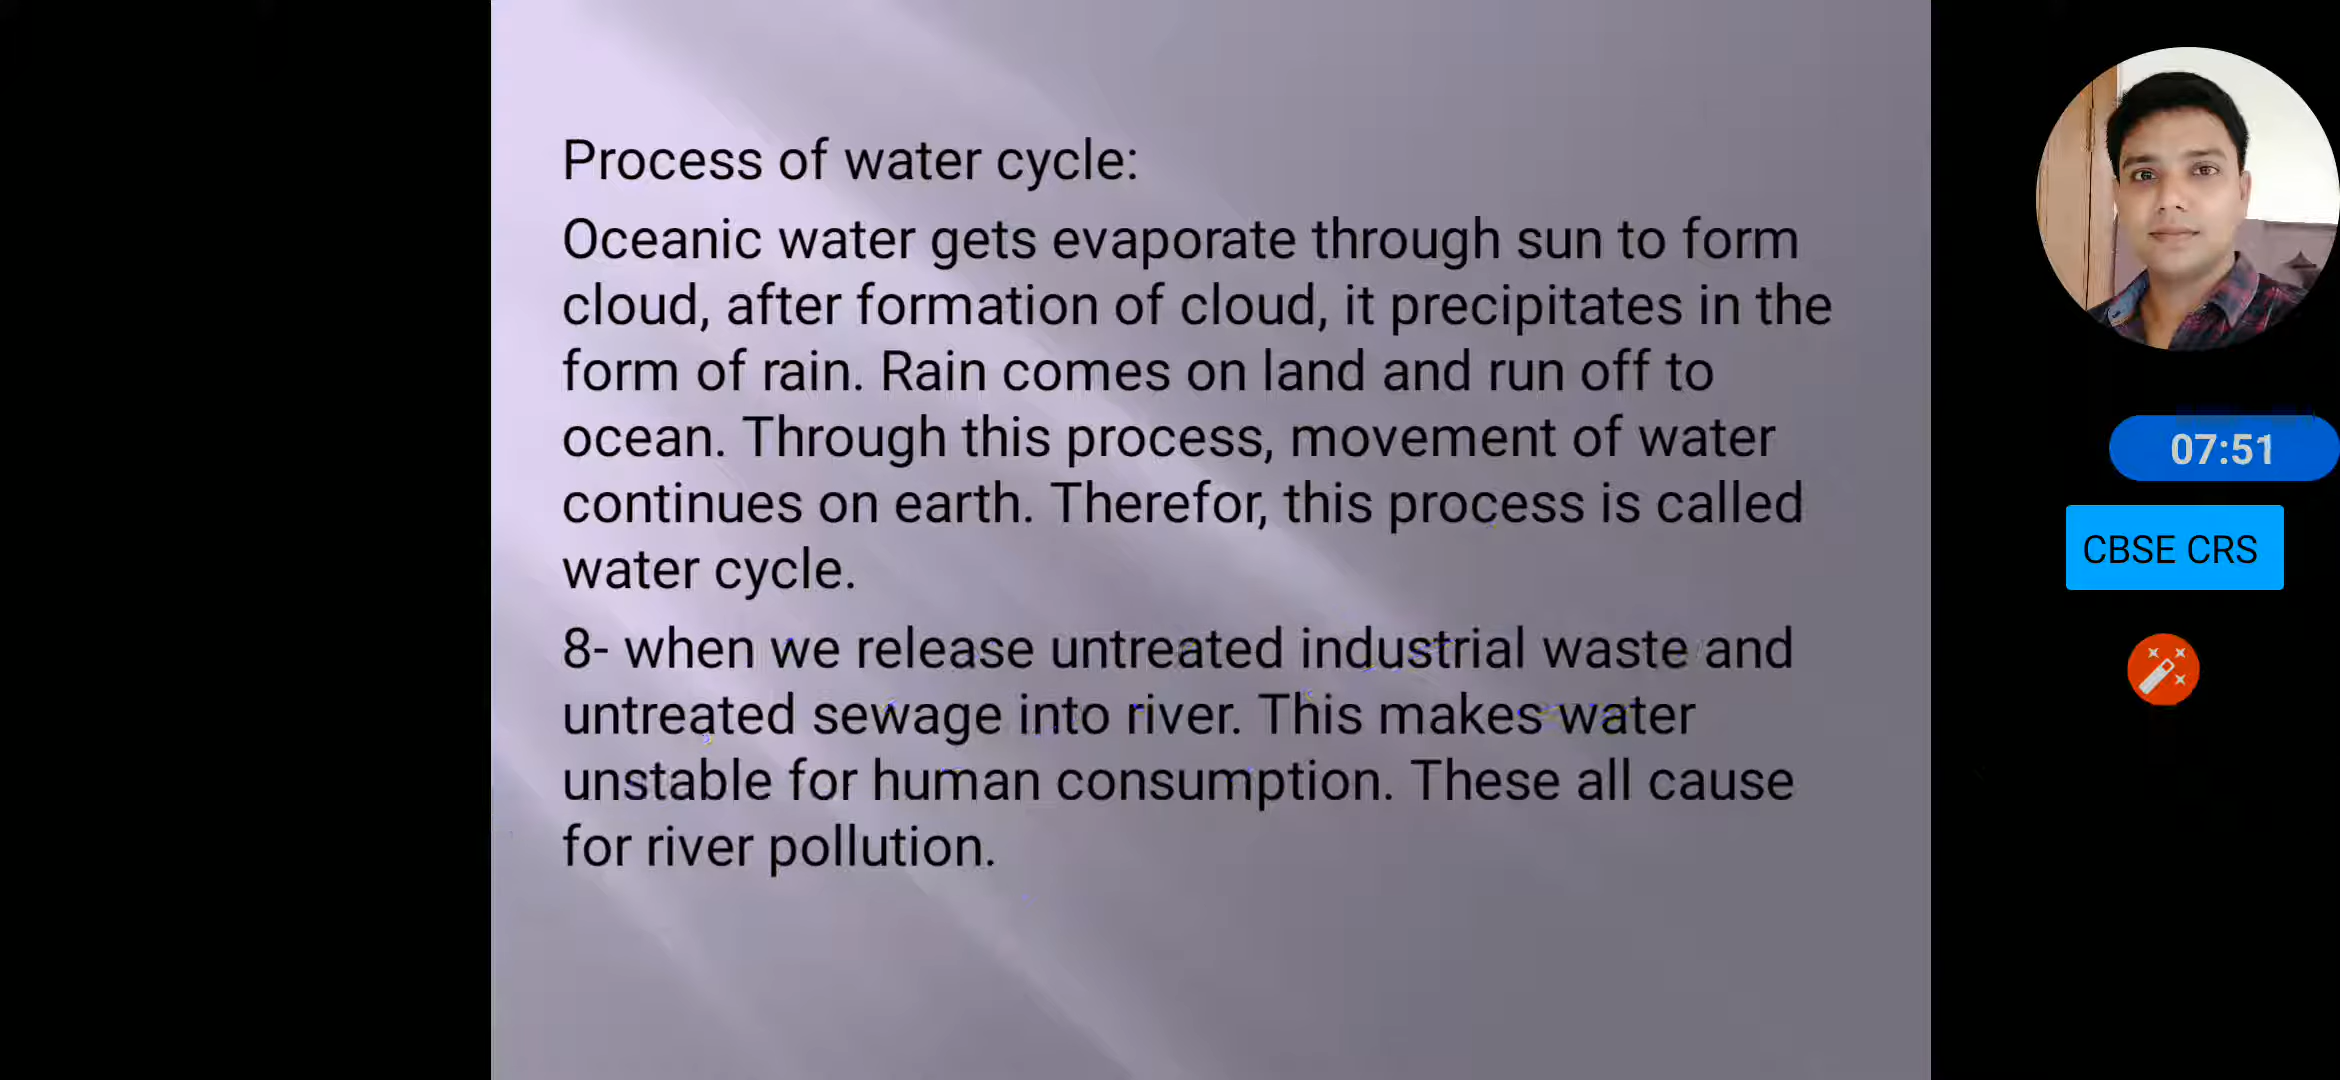 Process of water cycle:
Oceanic water gets evaporate through sun to form
cloud, after formation of cloud, it precipitates in the
form of rain. Rain comes on land and run off to
ocean. Through this process, movement of water
continues on earth. Therefor, this process is called
water cycle.
8- when we release untreated industrial waste and
untreated sewage into river. This makes water
unstable for human consumption. These all cause
for river pollution.
07:51
CBSE CRS